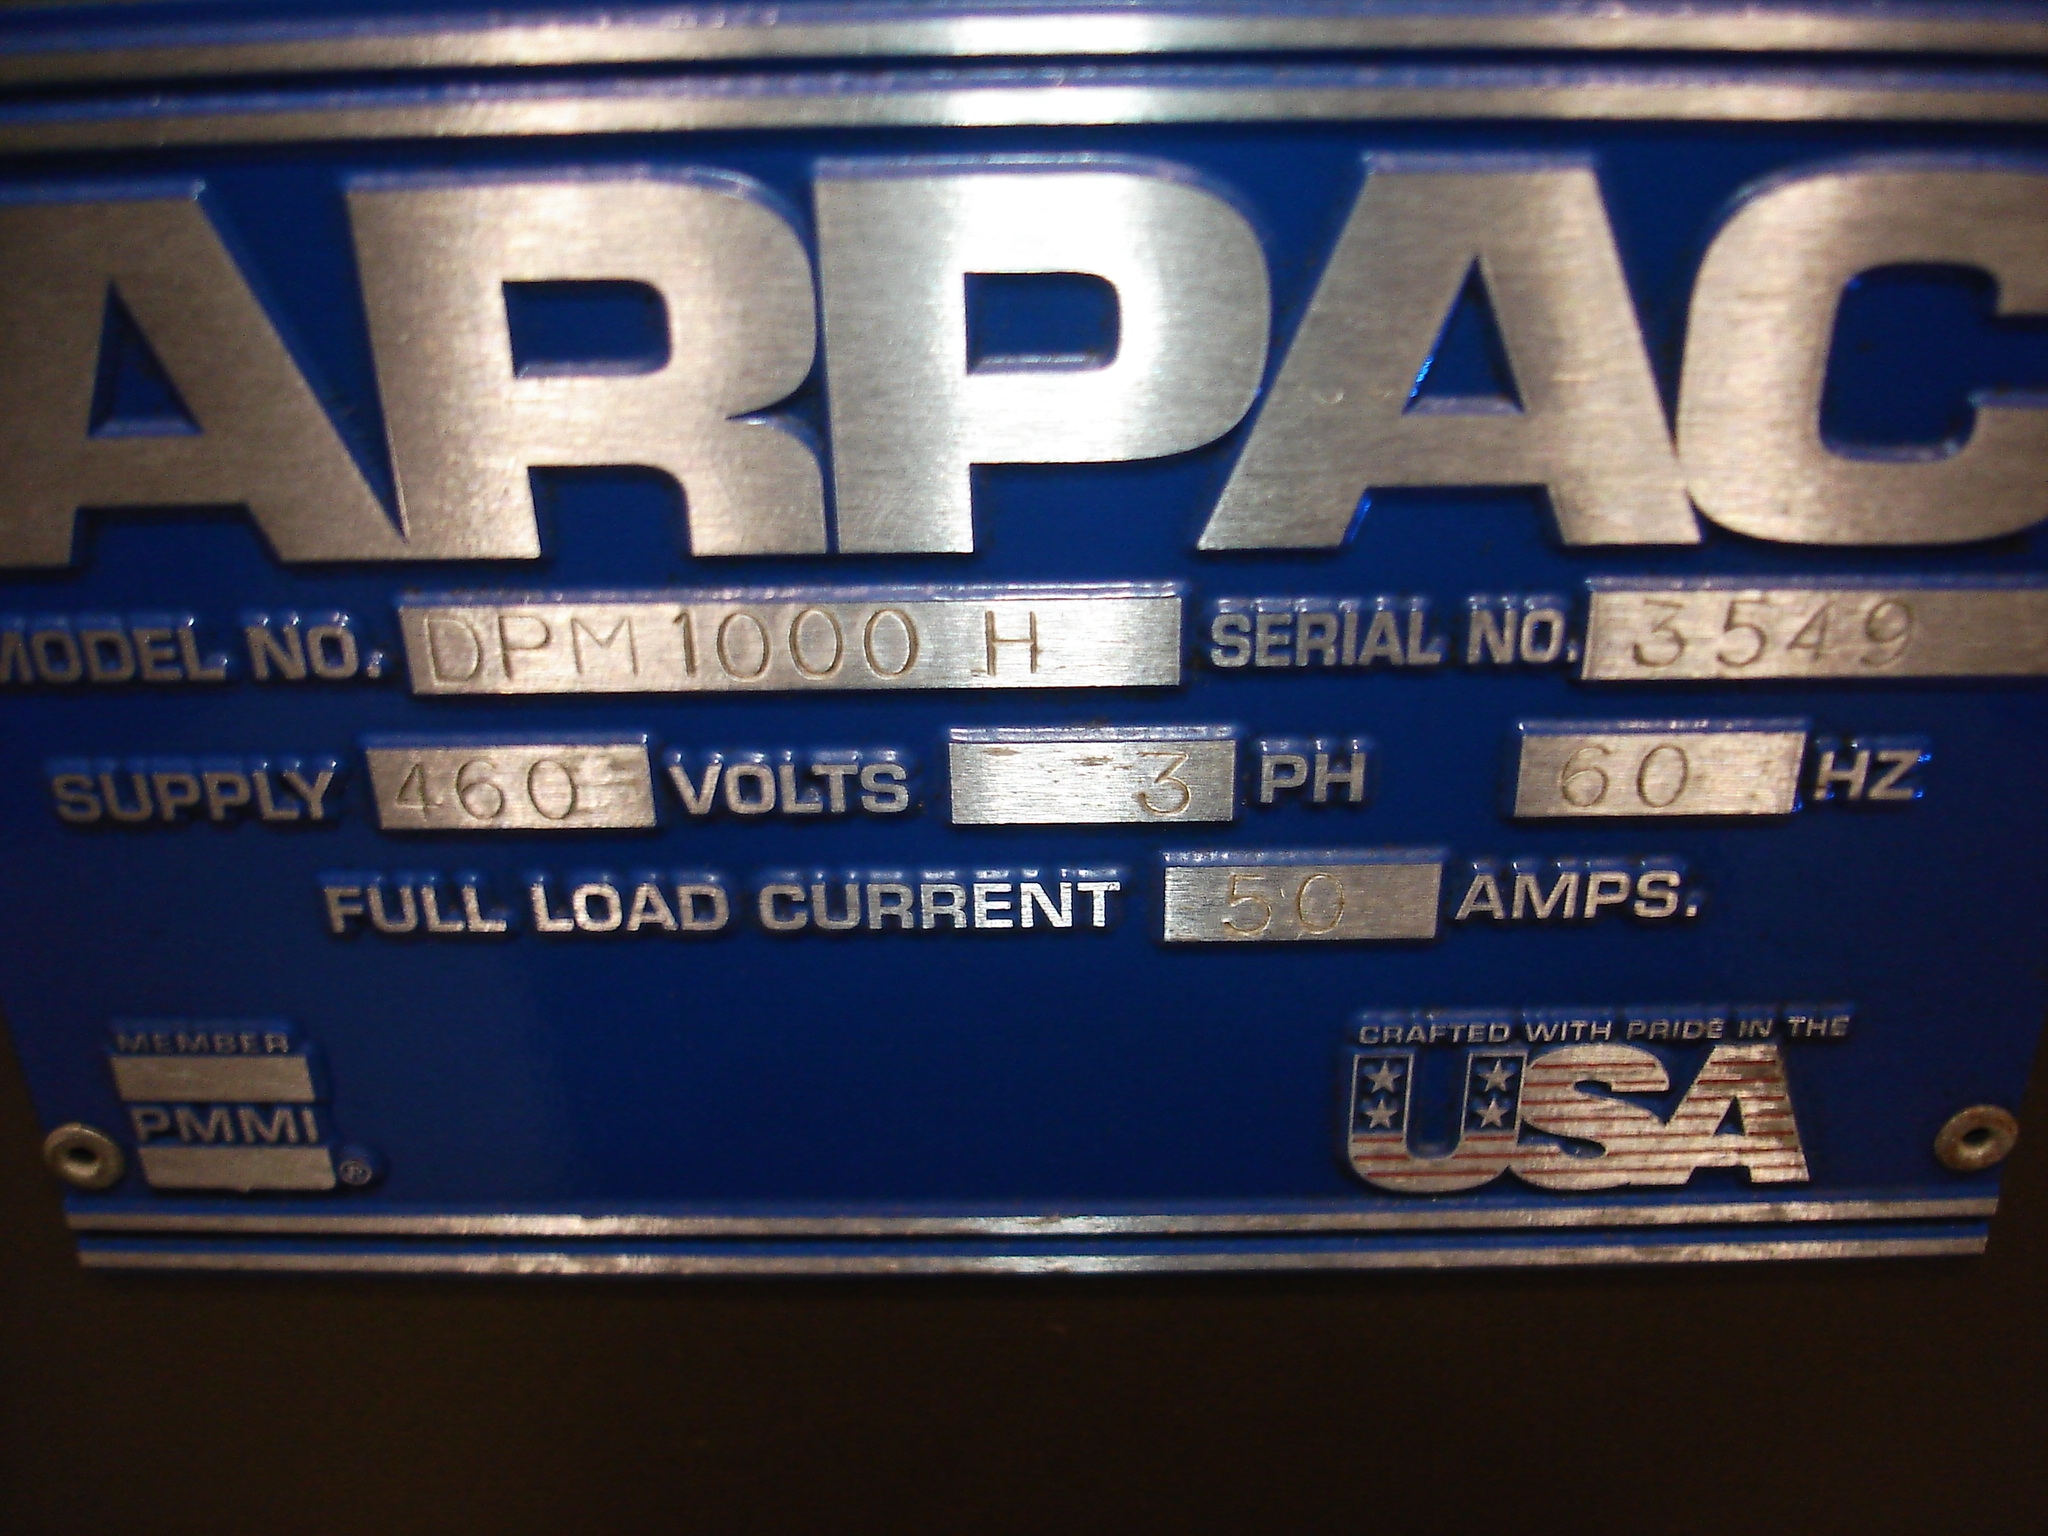 ARPAC
MODEL NO. DPM1000 H SERIAL NO. 3549
SUPPLY 460 VOLTS 3 PH 60 HZ
FULL LOAD CURRENT 50 AMPS.
MEMBER
PMMI ®
CRAFTED WITH PRIDE IN THE
USA